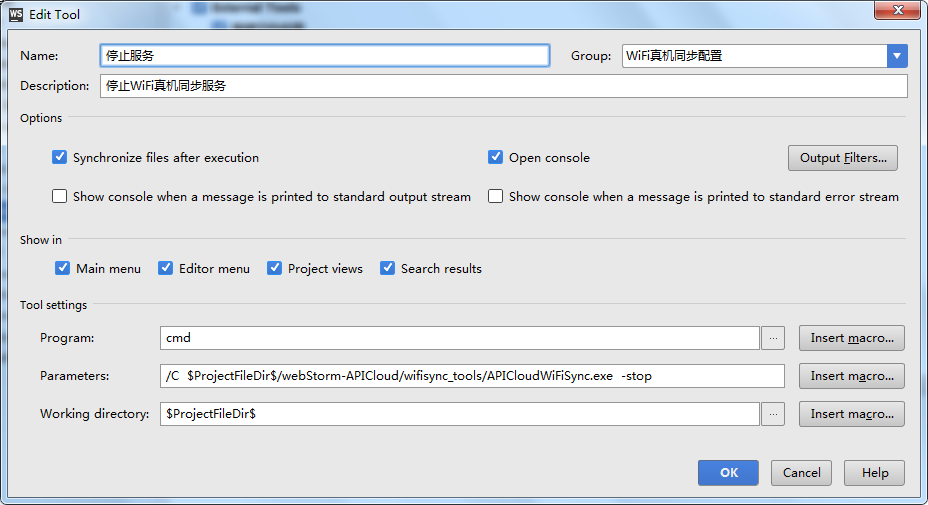 WS Edit Tool
External Tools
Name: 停止服务 Group: WiFi真机同步配置
Description: 停止WiFi真机同步服务
Options
Synchronize files after execution Open console Output Filters...
Show console when a message is printed to standard output stream Show console when a message is printed to standard error stream
Show in
Main menu Editor menu Project views Search results
Tool settings
Program: cmd ... Insert macro...
Parameters: /C $ProjectFileDir$/webStorm-APICloud/wifisync_tools/APICloudWiFiSync.exe -stop Insert macro...
Working directory: $ProjectFileDir$ ... Insert macro...
OK Cancel Help